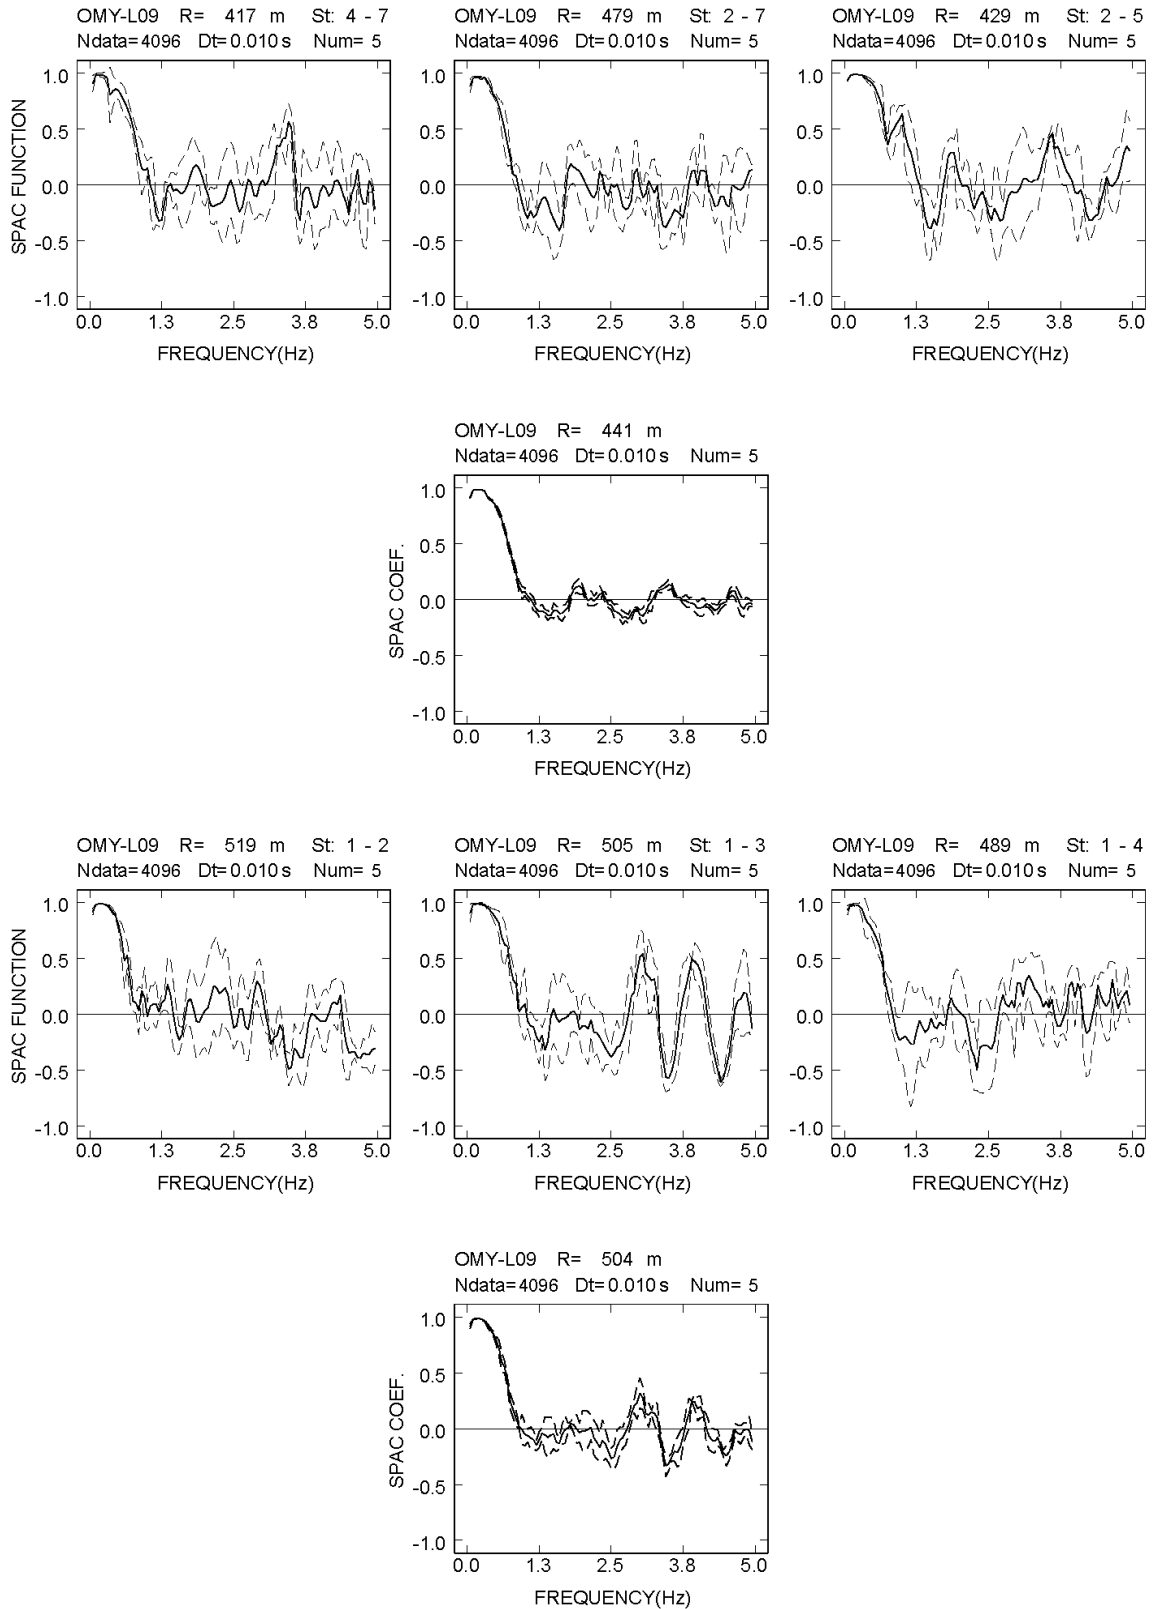 OMY-L09 R= 417 m St: 4 - 7
Ndata=4096 Dt=0.010 s Num= 5
SPAC FUNCTION
1.0
0.5
0.0
-0.5
-1.0
0.0 1.3 2.5 3.8 5.0
FREQUENCY(Hz)
OMY-L09 R= 479 m St: 2 - 7
Ndata=4096 Dt=0.010 s Num= 5
1.0
0.5
0.0
-0.5
-1.0
0.0 1.3 2.5 3.8 5.0
FREQUENCY(Hz)
OMY-L09 R= 429 m St: 2 - 5
Ndata=4096 Dt=0.010 s Num= 5
1.0
0.5
0.0
-0.5
-1.0
0.0 1.3 2.5 3.8 5.0
FREQUENCY(Hz)
OMY-L09 R= 441 m
Ndata=4096 Dt=0.010 s Num= 5
SPAC COEF.
1.0
0.5
0.0
-0.5
-1.0
0.0 1.3 2.5 3.8 5.0
FREQUENCY(Hz)
OMY-L09 R= 519 m St: 1 - 2
Ndata=4096 Dt=0.010 s Num= 5
SPAC FUNCTION
1.0
0.5
0.0
-0.5
-1.0
0.0 1.3 2.5 3.8 5.0
FREQUENCY(Hz)
OMY-L09 R= 505 m St: 1 - 3
Ndata=4096 Dt=0.010 s Num= 5
1.0
0.5
0.0
-0.5
-1.0
0.0 1.3 2.5 3.8 5.0
FREQUENCY(Hz)
OMY-L09 R= 489 m St: 1 - 4
Ndata=4096 Dt=0.010 s Num= 5
1.0
0.5
0.0
-0.5
-1.0
0.0 1.3 2.5 3.8 5.0
FREQUENCY(Hz)
OMY-L09 R= 504 m
Ndata=4096 Dt=0.010 s Num= 5
SPAC COEF.
1.0
0.5
0.0
-0.5
-1.0
0.0 1.3 2.5 3.8 5.0
FREQUENCY(Hz)